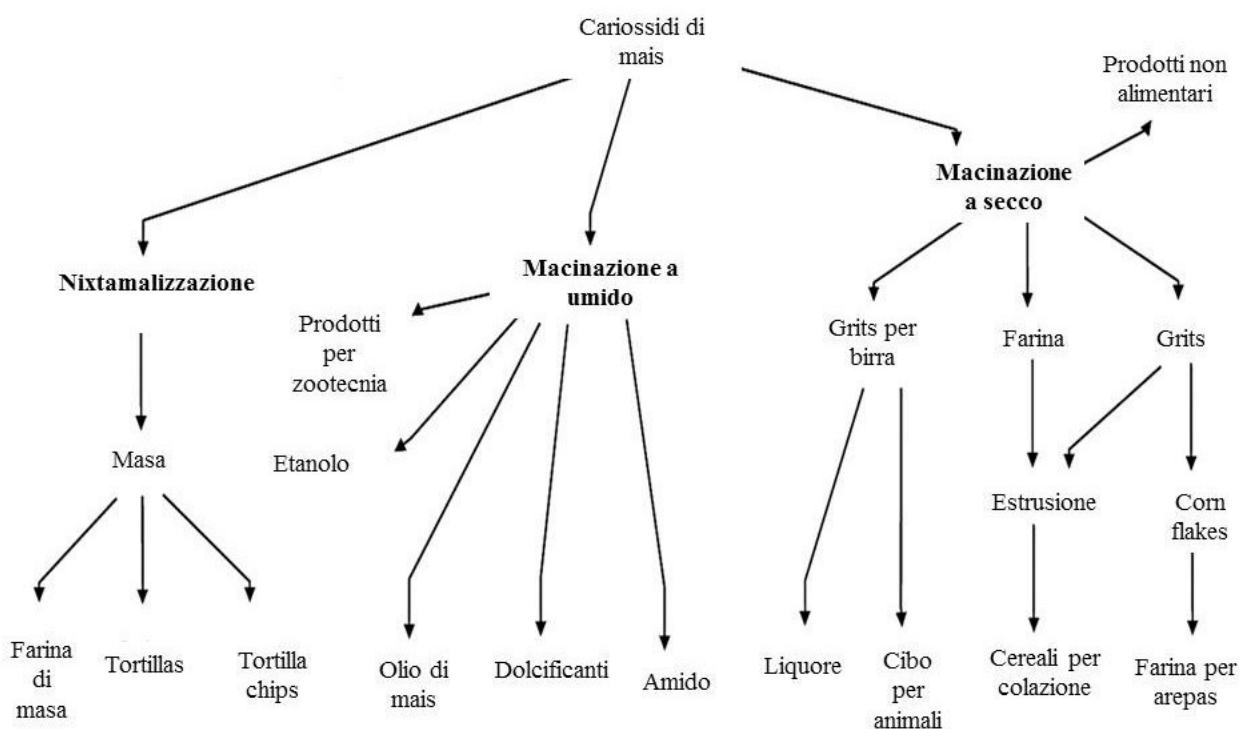 Cariossidi di
mais
Prodotti non
alimentari
Macinazione
a secco
Nixtamalizzazione
Macinazione a
umido
Prodotti
per
zootecnia
Grits per
birra
Farina
Grits
Masa
Etanolo
Estrusione
Corn
flakes
Farina
di
masa
Tortillas
Tortilla
chips
Olio di
mais
Dolcificanti
Amido
Liquore
Cibo
per
animali
Cereali per
colazione
Farina per
arepas